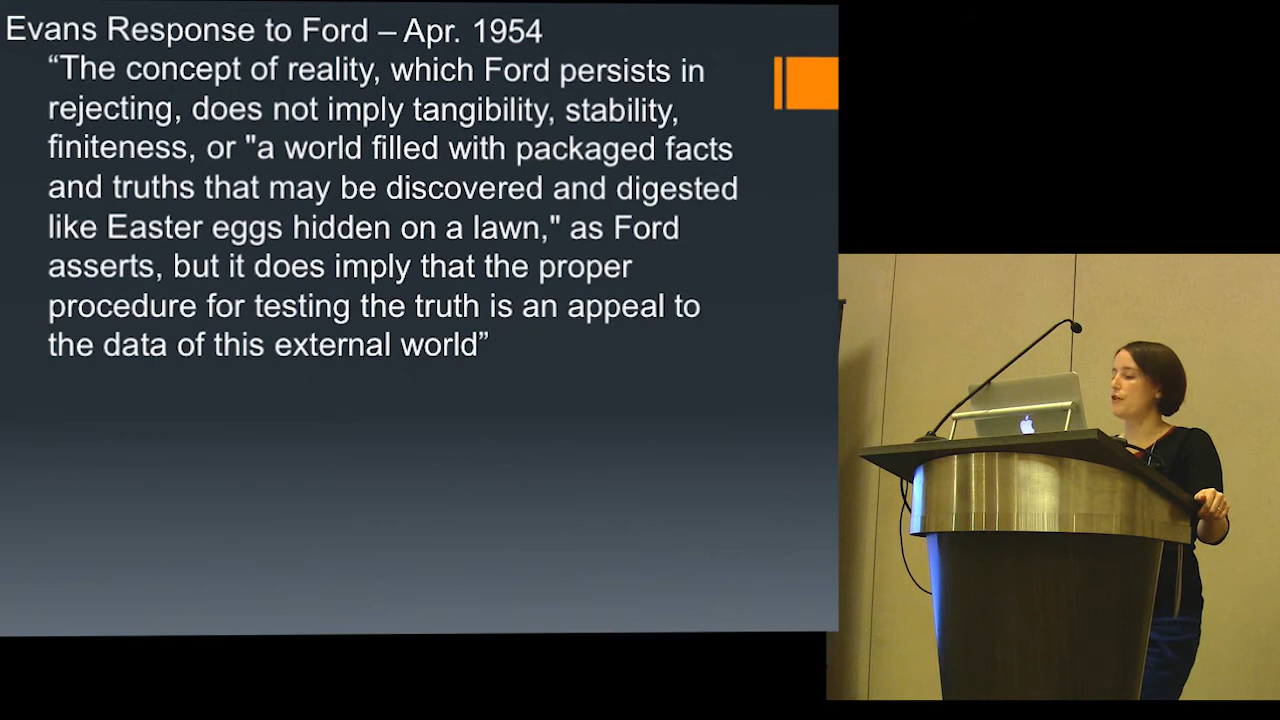 Evans Response to Ford – Apr. 1954
“The concept of reality, which Ford persists in
rejecting, does not imply tangibility, stability,
finiteness, or "a world filled with packaged facts
and truths that may be discovered and digested
like Easter eggs hidden on a lawn," as Ford
asserts, but it does imply that the proper
procedure for testing the truth is an appeal to
the data of this external world”